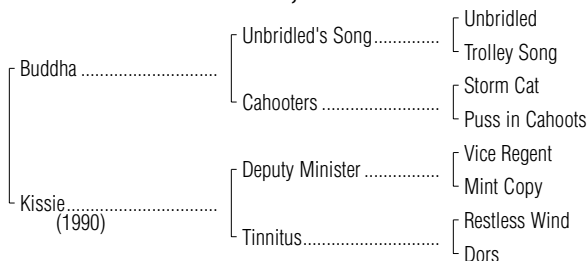 Unbridled
Unbridled's Song..............
Trolley Song
Buddha .............................
Storm Cat
Cahooters .........................
Puss in Cahoots
Vice Regent
Deputy Minister ................
Mint Copy
Kissie................................
(1990)
Restless Wind
Tinnitus.............................
Dors